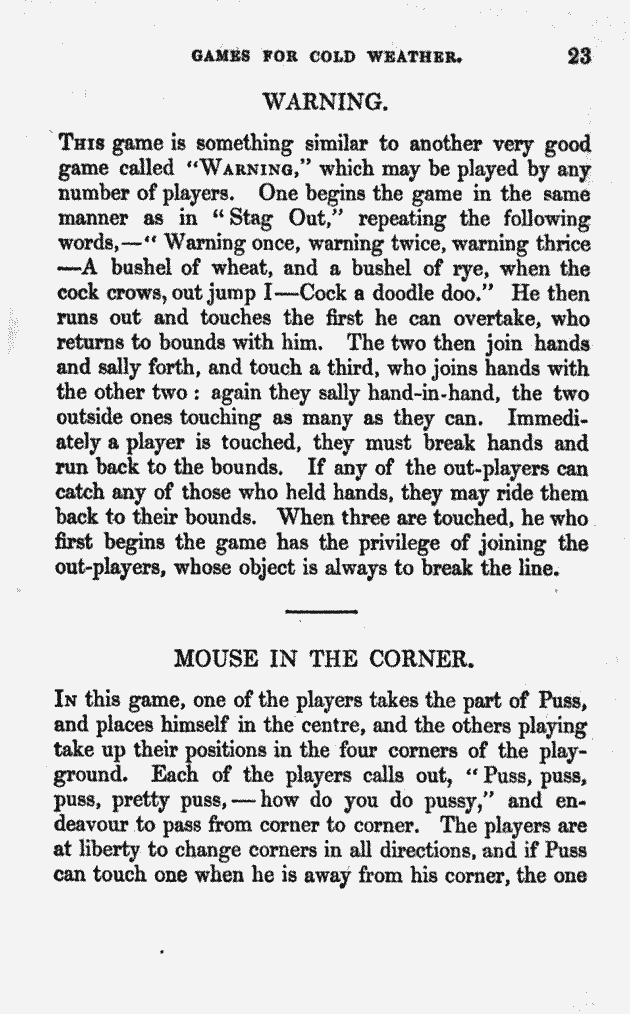 GAMES FOR COLD WEATHER. 23
WARNING.
THIS game is something similar to another very good
game called "WARNING," which may be played by any
number of players. One begins the game in the same
manner as in "Stag Out," repeating the following
words,—" Warning once, warning twice, warning thrice
—A bushel of wheat, and a bushel of rye, when the
cock crows, out jump I—Cock a doodle doo." He then
runs out and touches the first he can overtake, who
returns to bounds with him. The two then join hands
and sally forth, and touch a third, who joins hands with
the other two : again they sally hand-in-hand, the two
outside ones touching as many as they can. Immedi-
ately a player is touched, they must break hands and
run back to the bounds. If any of the out-players can
catch any of those who held hands, they may ride them
back to their bounds. When three are touched, he who
first begins the game has the privilege of joining the
out-players, whose object is always to break the line.
MOUSE IN THE CORNER.
IN this game, one of the players takes the part of Puss,
and places himself in the centre, and the others playing
take up their positions in the four corners of the play-
ground. Each of the players calls out, "Puss, puss,
puss, pretty puss,—how do you do pussy," and en-
deavour to pass from corner to corner. The players are
at liberty to change corners in all directions, and if Puss
can touch one when he is away from his corner, the one